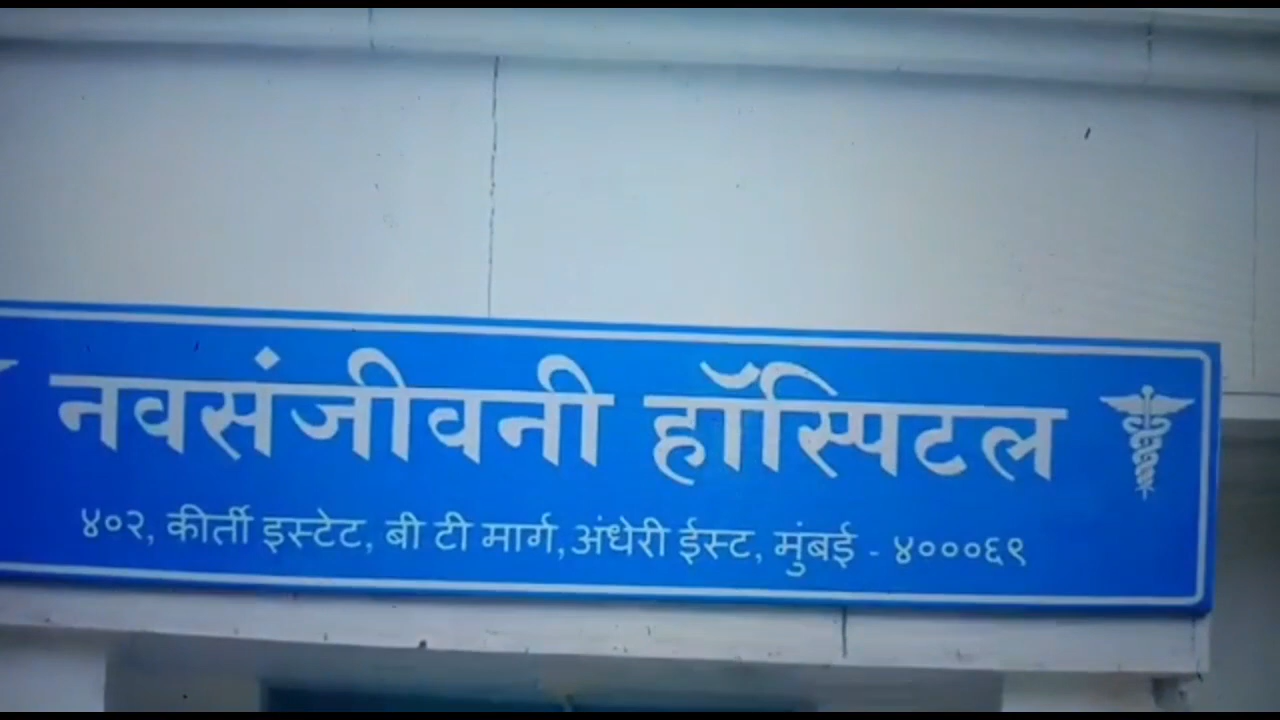 नवसंजीवनी हॉस्पिटल
४०२, कीर्ती इस्टेट, बी टी मार्ग, अंधेरी ईस्ट, मुंबई - ४०००६९